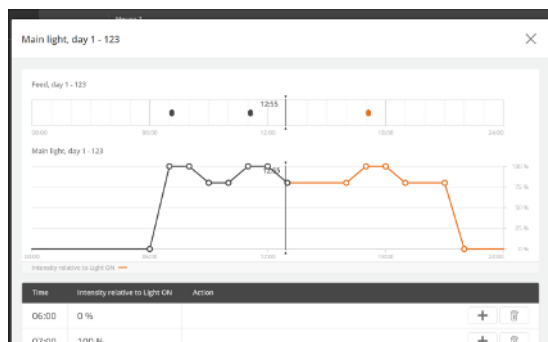 House 1
Main light, day 1 - 123
Feed, day 1 - 123
12:55
00:00 06:00 12:00 18:00 24:00
Main light, day 1 - 123
100 %
12:55
75 %
50 %
25 %
0 %
00:00 06:00 12:00 18:00 24:00
Intensity relative to Light ON
Time Intensity relative to Light ON Action
06:00 0 %
07:00 100 %